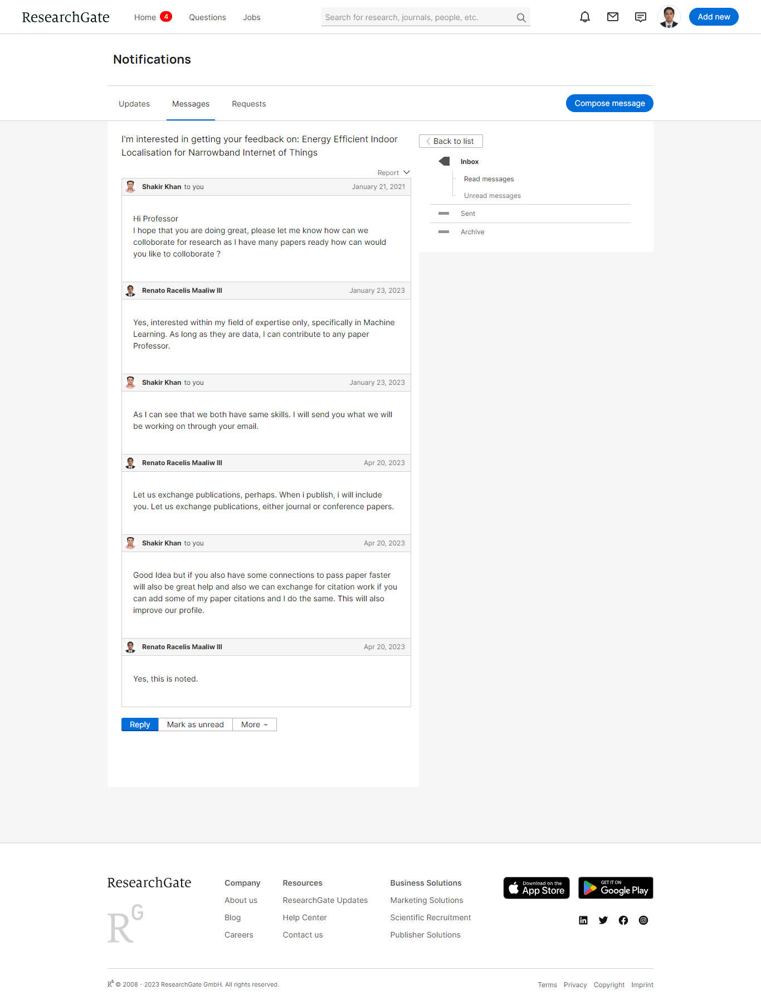 ResearchGate
Home 4 Questions Jobs
Search for research, journals, people, etc.
Add new
Notifications
Updates Messages Requests
Compose message
I'm interested in getting your feedback on: Energy Efficient Indoor
Localisation for Narrowband Internet of Things
Report
Shakir Khan to you January 21, 2021
Hi Professor
I hope that you are doing great, please let me know how can we
colloborate for research as I have many papers ready how can would
you like to colloborate ?
Renato Racelis Maaliw III January 23, 2023
Yes, interested within my field of expertise only, specifically in Machine
Learning. As long as they are data, I can contribute to any paper
Professor.
Shakir Khan to you January 23, 2023
As I can see that we both have same skills. I will send you what we will
be working on through your email.
Renato Racelis Maaliw III Apr 20, 2023
Let us exchange publications, perhaps. When i publish, i will include
you. Let us exchange publications, either journal or conference papers.
Shakir Khan to you Apr 20, 2023
Good Idea but if you also have some connections to pass paper faster
will also be great help and also we can exchange for citation work if you
can add some of my paper citations and I do the same. This will also
improve our profile.
Renato Racelis Maaliw III Apr 20, 2023
Yes, this is noted.
Reply Mark as unread More
Back to list
Inbox
Read messages
Unread messages
Sent
Archive
ResearchGate
RG
Company
About us
Blog
Careers
Resources
ResearchGate Updates
Help Center
Contact us
Business Solutions
Marketing Solutions
Scientific Recruitment
Publisher Solutions
Download on the
App Store
GET IT ON
Google Play
in
RG © 2008 - 2023 ResearchGate GmbH. All rights reserved.
Terms Privacy Copyright Imprint